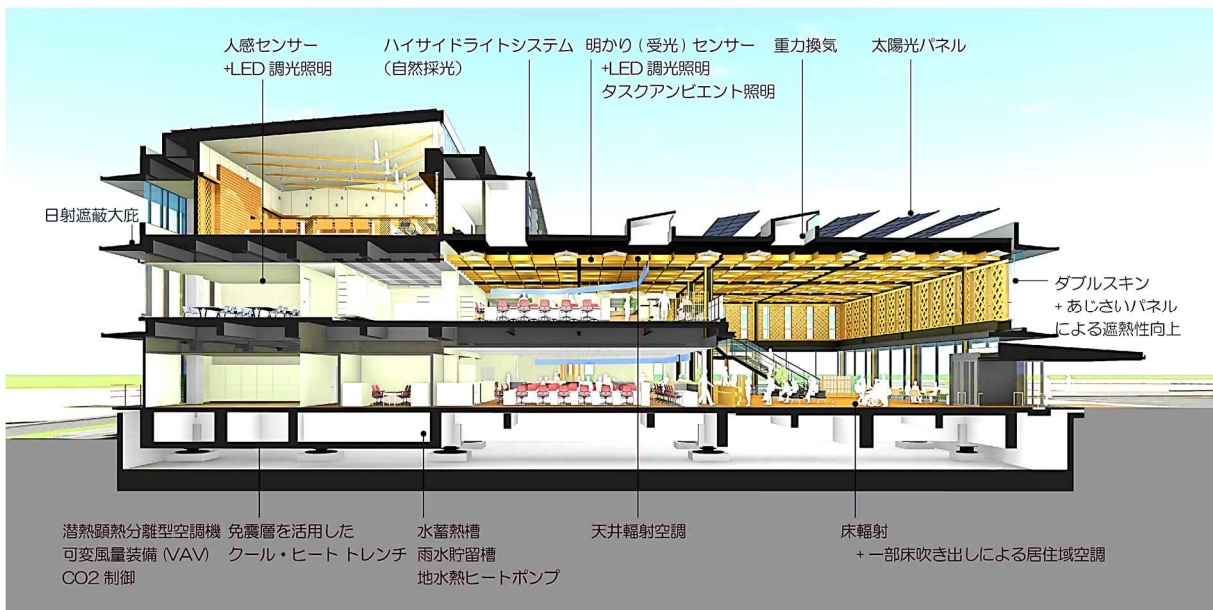 人感センサー
+LED 調光照明
ハイサイドライトシステム
（自然採光）
明かり ( 受光 ) センサー
+LED 調光照明
タスクアンビエント照明
重力換気
太陽光パネル
日射遮蔽大庇
ダブルスキン
+ あじさいパネル
による遮熱性向上
潜熱顕熱分離型空調機
可変風量装備 (VAV)
CO2 制御
免震層を活用した
クール・ヒート トレンチ
水蓄熱槽
雨水貯留槽
地水熱ヒートポンプ
天井輻射空調
床輻射
+ 一部床吹き出しによる居住域空調